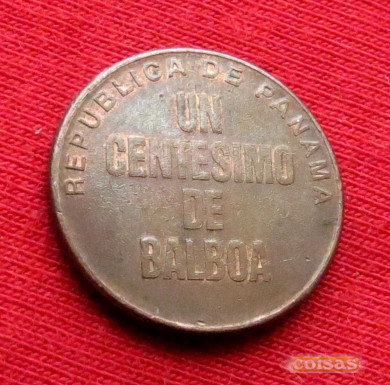 REPUBLICA DE PANAMA
UN
CENTESIMO
DE
BALBOA
coisas